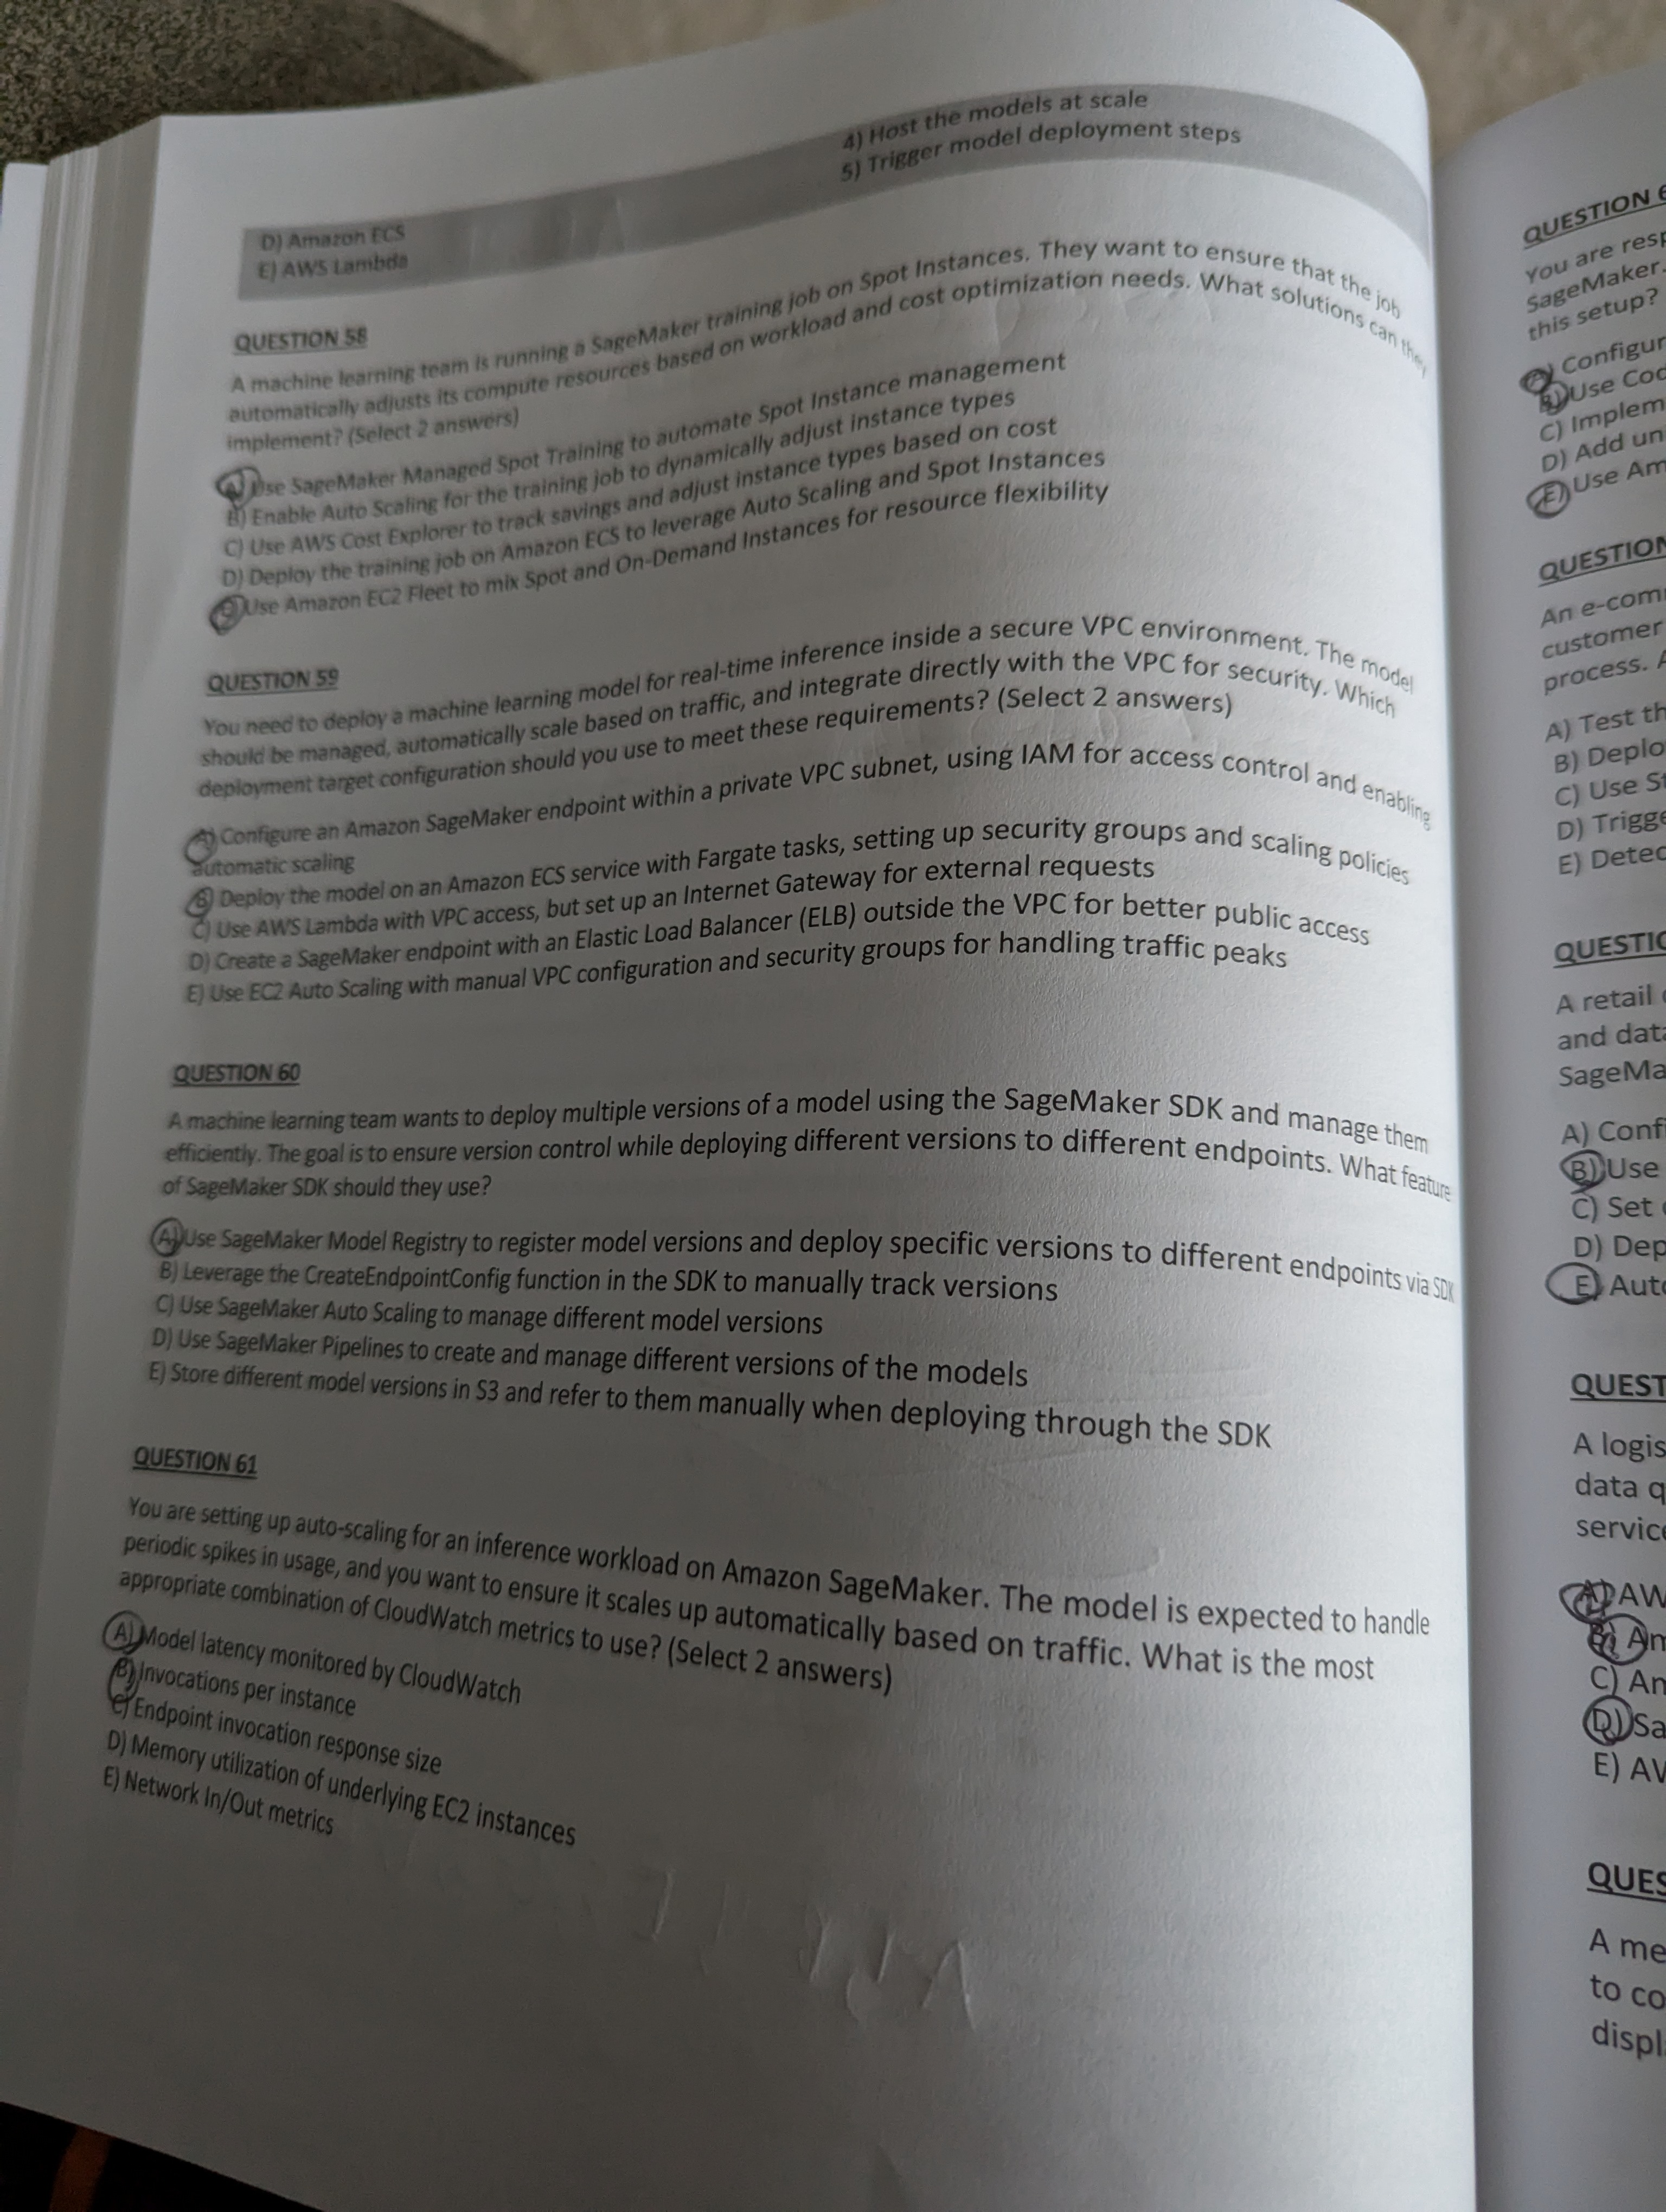 4) Host the models at scale
5) Trigger model deployment steps
D) Amazon ECS
E) AWS Lambda
QUESTION 58
A machine learning team is running a SageMaker training job on Spot Instances. They want to ensure that the job
automatically adjusts its compute resources based on workload and cost optimization needs. What solutions can they
implement? (Select 2 answers)
A) Use SageMaker Managed Spot Training to automate Spot Instance management
B) Enable Auto Scaling for the training job to dynamically adjust instance types
C) Use AWS Cost Explorer to track savings and adjust instance types based on cost
D) Deploy the training job on Amazon ECS to leverage Auto Scaling and Spot Instances
Use Amazon EC2 Fleet to mix Spot and On-Demand Instances for resource flexibility
QUESTION 59
You need to deploy a machine learning model for real-time inference inside a secure VPC environment. The model
should be managed, automatically scale based on traffic, and integrate directly with the VPC for security. Which
deployment target configuration should you use to meet these requirements? (Select 2 answers)
A) Configure an Amazon SageMaker endpoint within a private VPC subnet, using IAM for access control and enabling
automatic scaling
B) Deploy the model on an Amazon ECS service with Fargate tasks, setting up security groups and scaling policies
C) Use AWS Lambda with VPC access, but set up an Internet Gateway for external requests
D) Create a SageMaker endpoint with an Elastic Load Balancer (ELB) outside the VPC for better public access
E) Use EC2 Auto Scaling with manual VPC configuration and security groups for handling traffic peaks
QUESTION 60
A machine learning team wants to deploy multiple versions of a model using the SageMaker SDK and manage them
efficiently. The goal is to ensure version control while deploying different versions to different endpoints. What feature
of SageMaker SDK should they use?
A) Use SageMaker Model Registry to register model versions and deploy specific versions to different endpoints via SDK
B) Leverage the CreateEndpointConfig function in the SDK to manually track versions
C) Use SageMaker Auto Scaling to manage different model versions
D) Use SageMaker Pipelines to create and manage different versions of the models
E) Store different model versions in S3 and refer to them manually when deploying through the SDK
QUESTION 61
You are setting up auto-scaling for an inference workload on Amazon SageMaker. The model is expected to handle
periodic spikes in usage, and you want to ensure it scales up automatically based on traffic. What is the most
appropriate combination of CloudWatch metrics to use? (Select 2 answers)
A) Model latency monitored by CloudWatch
B) Invocations per instance
C) Endpoint invocation response size
D) Memory utilization of underlying EC2 instances
E) Network In/Out metrics
QUESTION 6
You are resp
SageMaker.
this setup?
A) Configur
B) Use Cod
C) Implem
D) Add un
E) Use Am
QUESTION
An e-com
customer
process. A
A) Test th
B) Deplo
C) Use St
D) Trigge
E) Detec
QUESTIO
A retail
and data
SageMa
A) Confi
B) Use
C) Set
D) Dep
E) Auto
QUEST
A logis
data q
service
A) AW
B) Am
C) Am
D) Sa
E) AV
QUES
A me
to co
displ